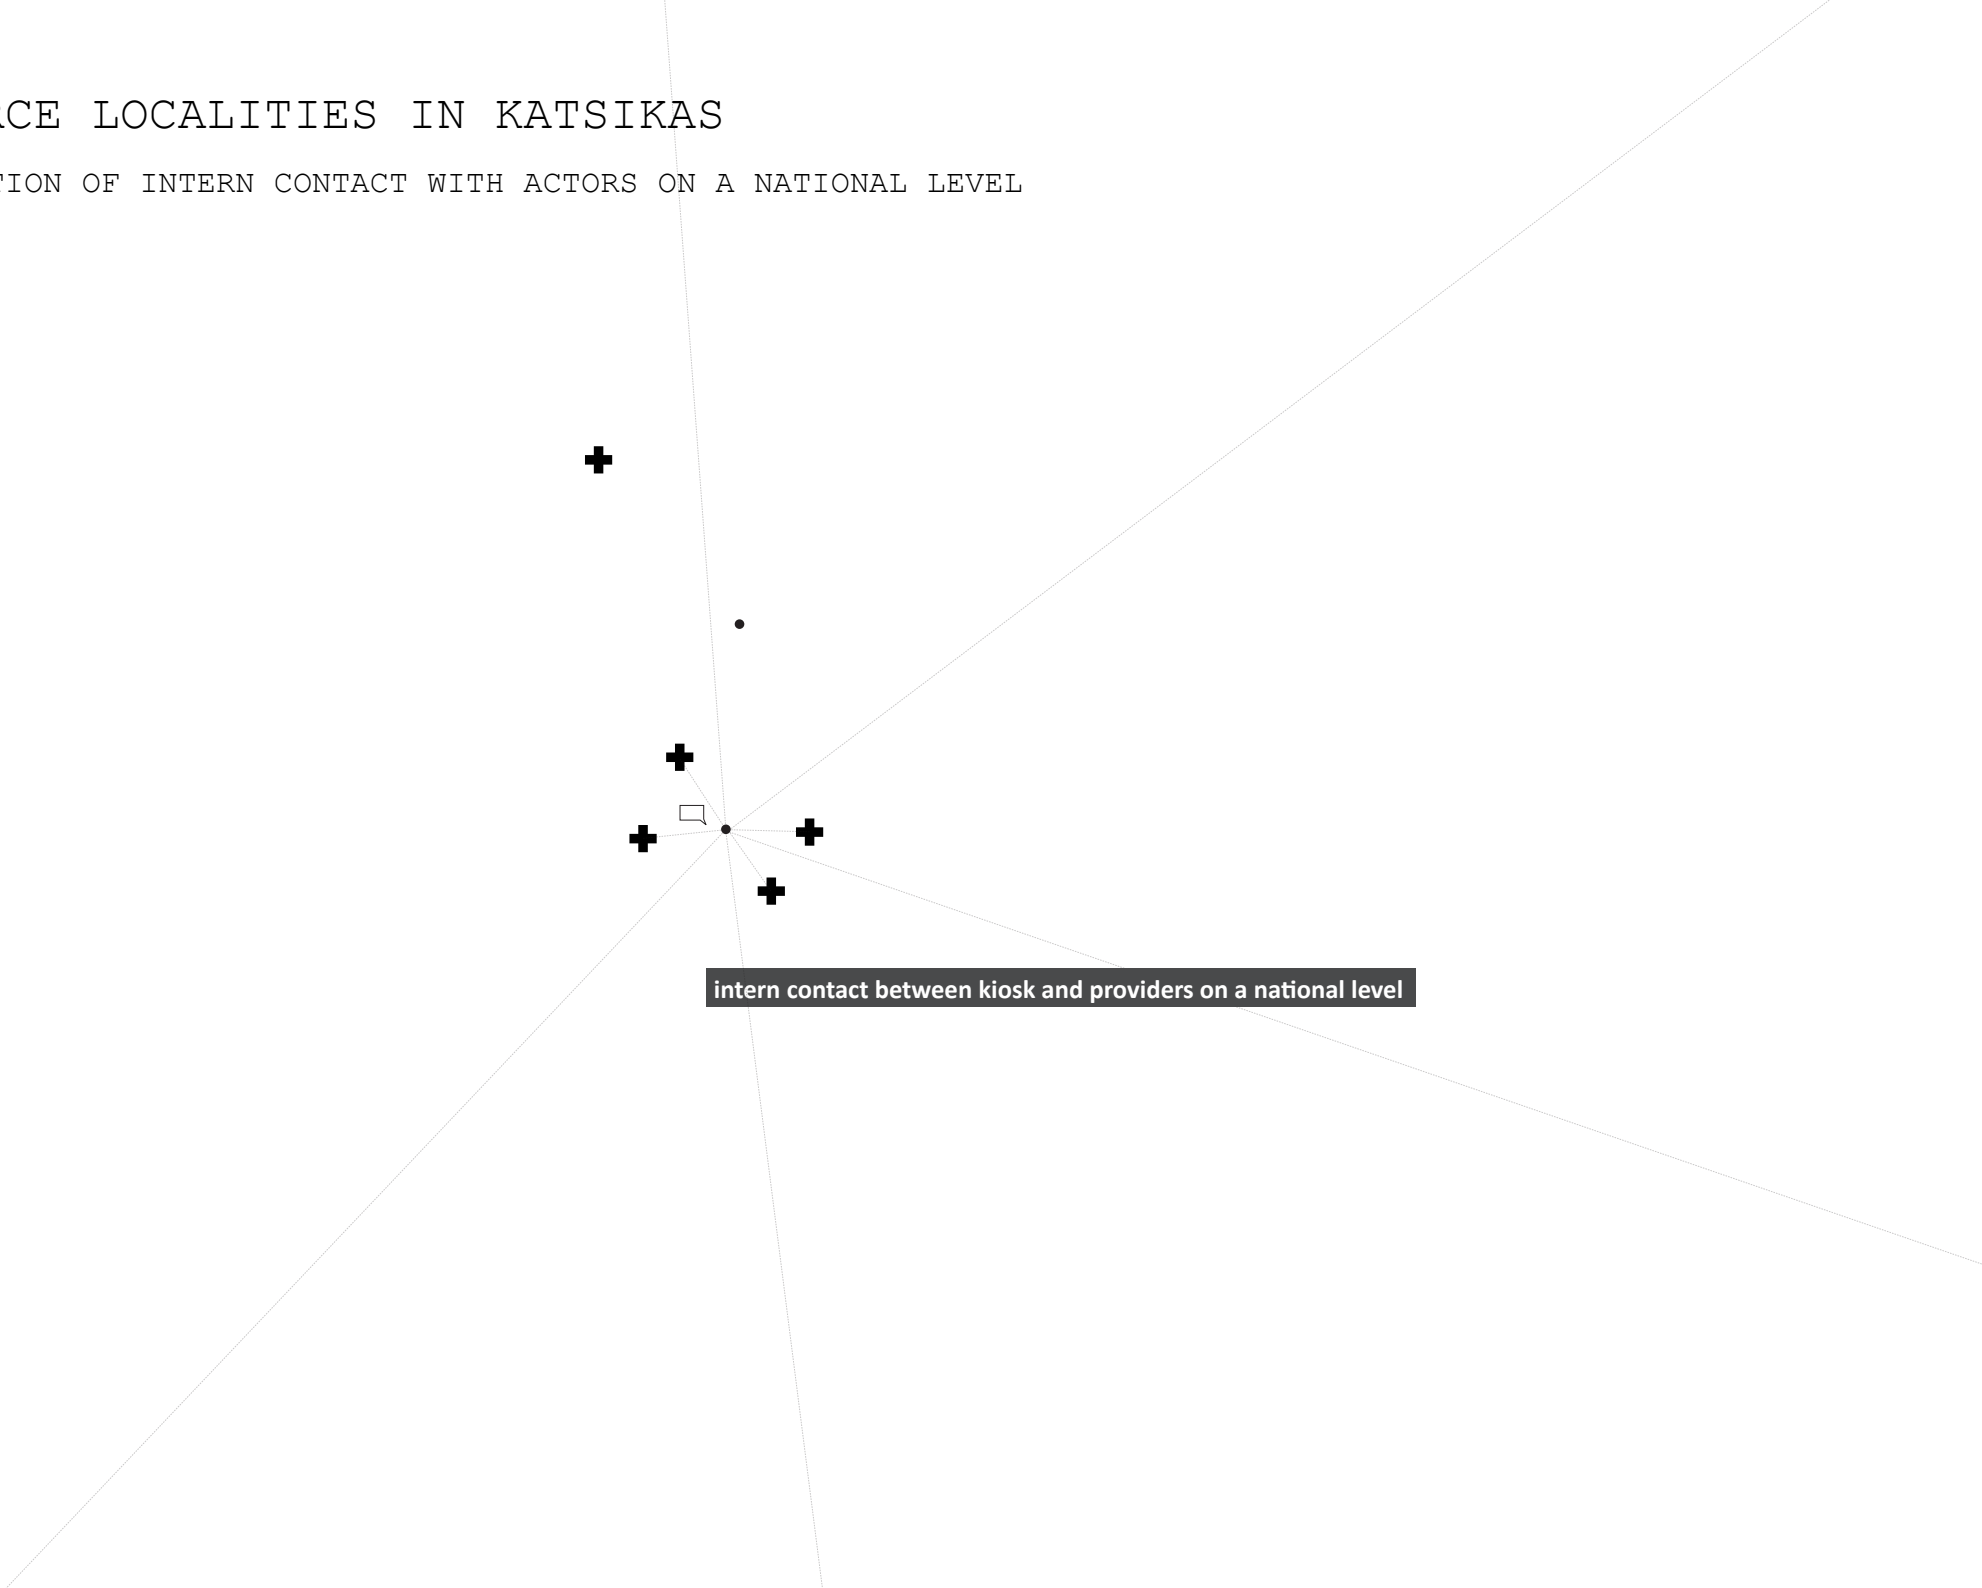 CE LOCALITIES IN KATSIKAS
TION OF INTERN CONTACT WITH ACTORS ON A NATIONAL LEVEL
intern contact between kiosk and providers on a national level